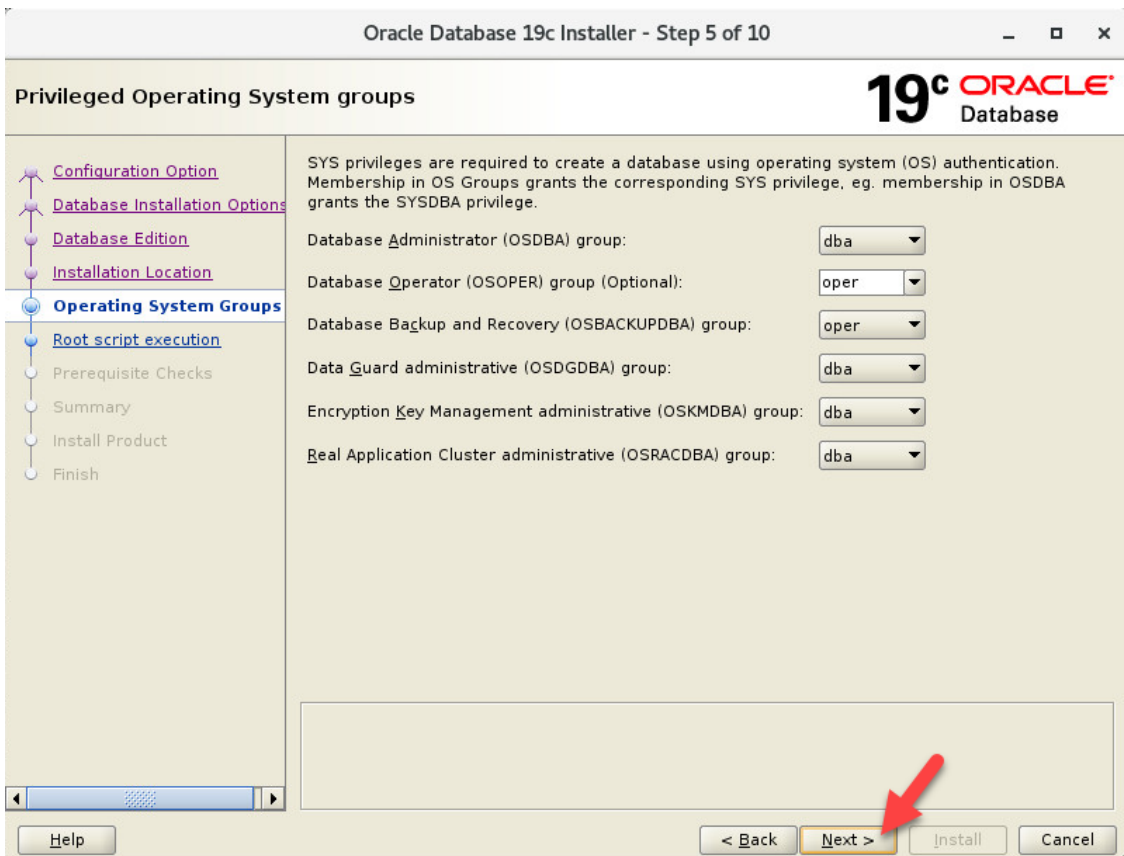 Oracle Database 19c Installer - Step 5 of 10
Privileged Operating System groups
19c ORACLE
Database
Configuration Option
Database Installation Options
Database Edition
Installation Location
Operating System Groups
Root script execution
Prerequisite Checks
Summary
Install Product
Finish
SYS privileges are required to create a database using operating system (OS) authentication.
Membership in OS Groups grants the corresponding SYS privilege, eg. membership in OSDBA
grants the SYSDBA privilege.
Database Administrator (OSDBA) group: dba
Database Operator (OSOPER) group (Optional): oper
Database Backup and Recovery (OSBACKUPDBA) group: oper
Data Guard administrative (OSDGDBA) group: dba
Encryption Key Management administrative (OSKMDBA) group: dba
Real Application Cluster administrative (OSRACDBA) group: dba
Help < Back Next > Install Cancel